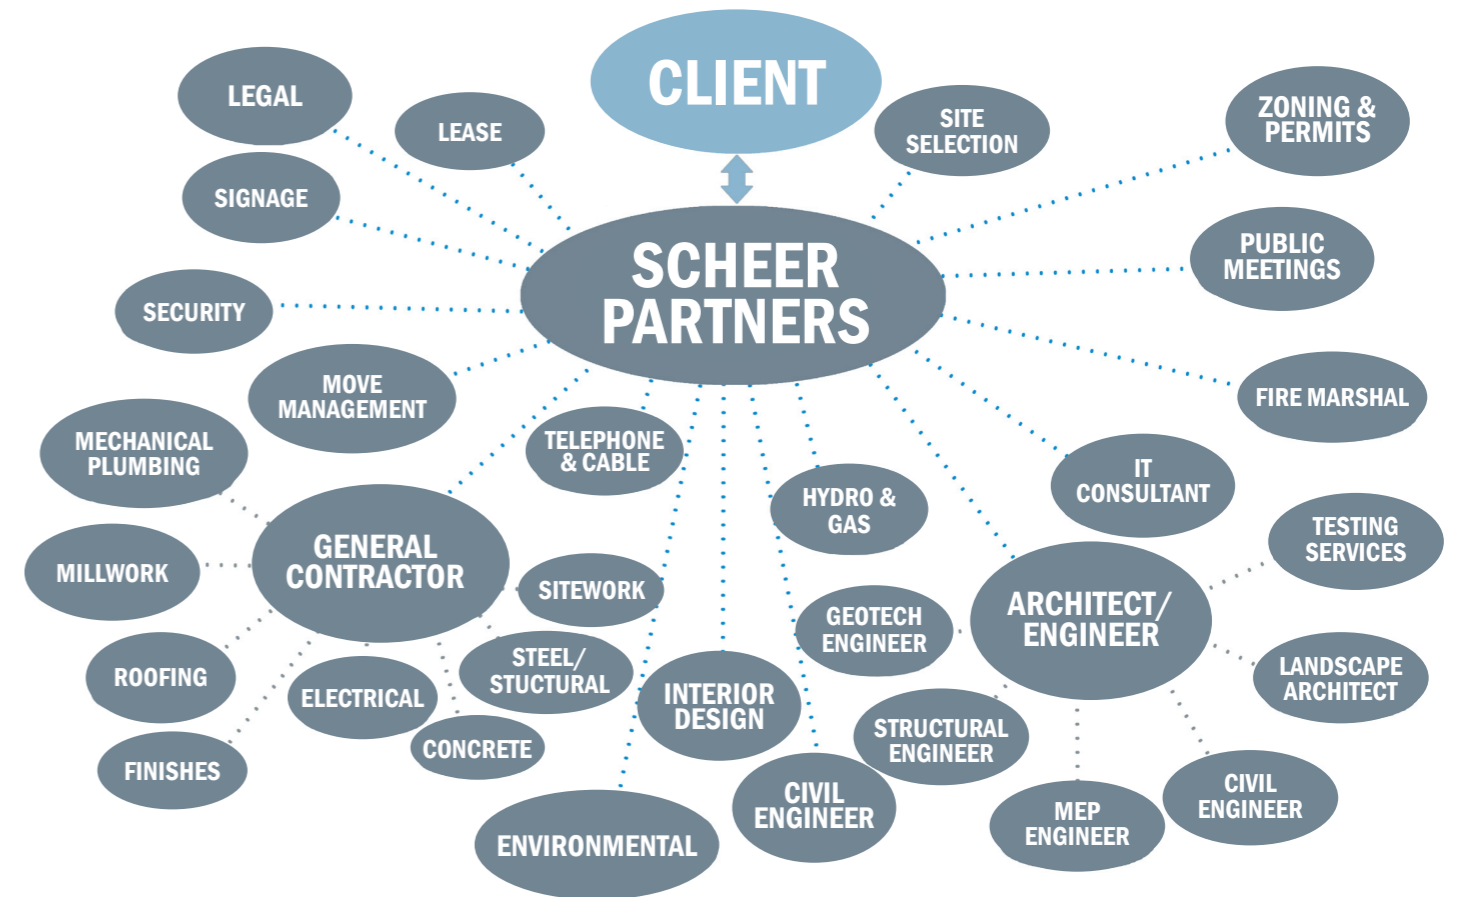 CLIENT
LEGAL
LEASE
SITE
SELECTION
ZONING &
PERMITS
SIGNAGE
SCHEER
PARTNERS
PUBLIC
MEETINGS
SECURITY
MOVE
MANAGEMENT
FIRE MARSHAL
MECHANICAL
PLUMBING
TELEPHONE
& CABLE
HYDRO &
GAS
IT
CONSULTANT
GENERAL
CONTRACTOR
MILLWORK
SITEWORK
TESTING
SERVICES
GEOTECH
ENGINEER
ARCHITECT/
ENGINEER
ROOFING
ELECTRICAL
STEEL/
STUCTURAL
INTERIOR
DESIGN
LANDSCAPE
ARCHITECT
STRUCTURAL
ENGINEER
FINISHES
CONCRETE
CIVIL
ENGINEER
MEP
ENGINEER
CIVIL
ENGINEER
ENVIRONMENTAL